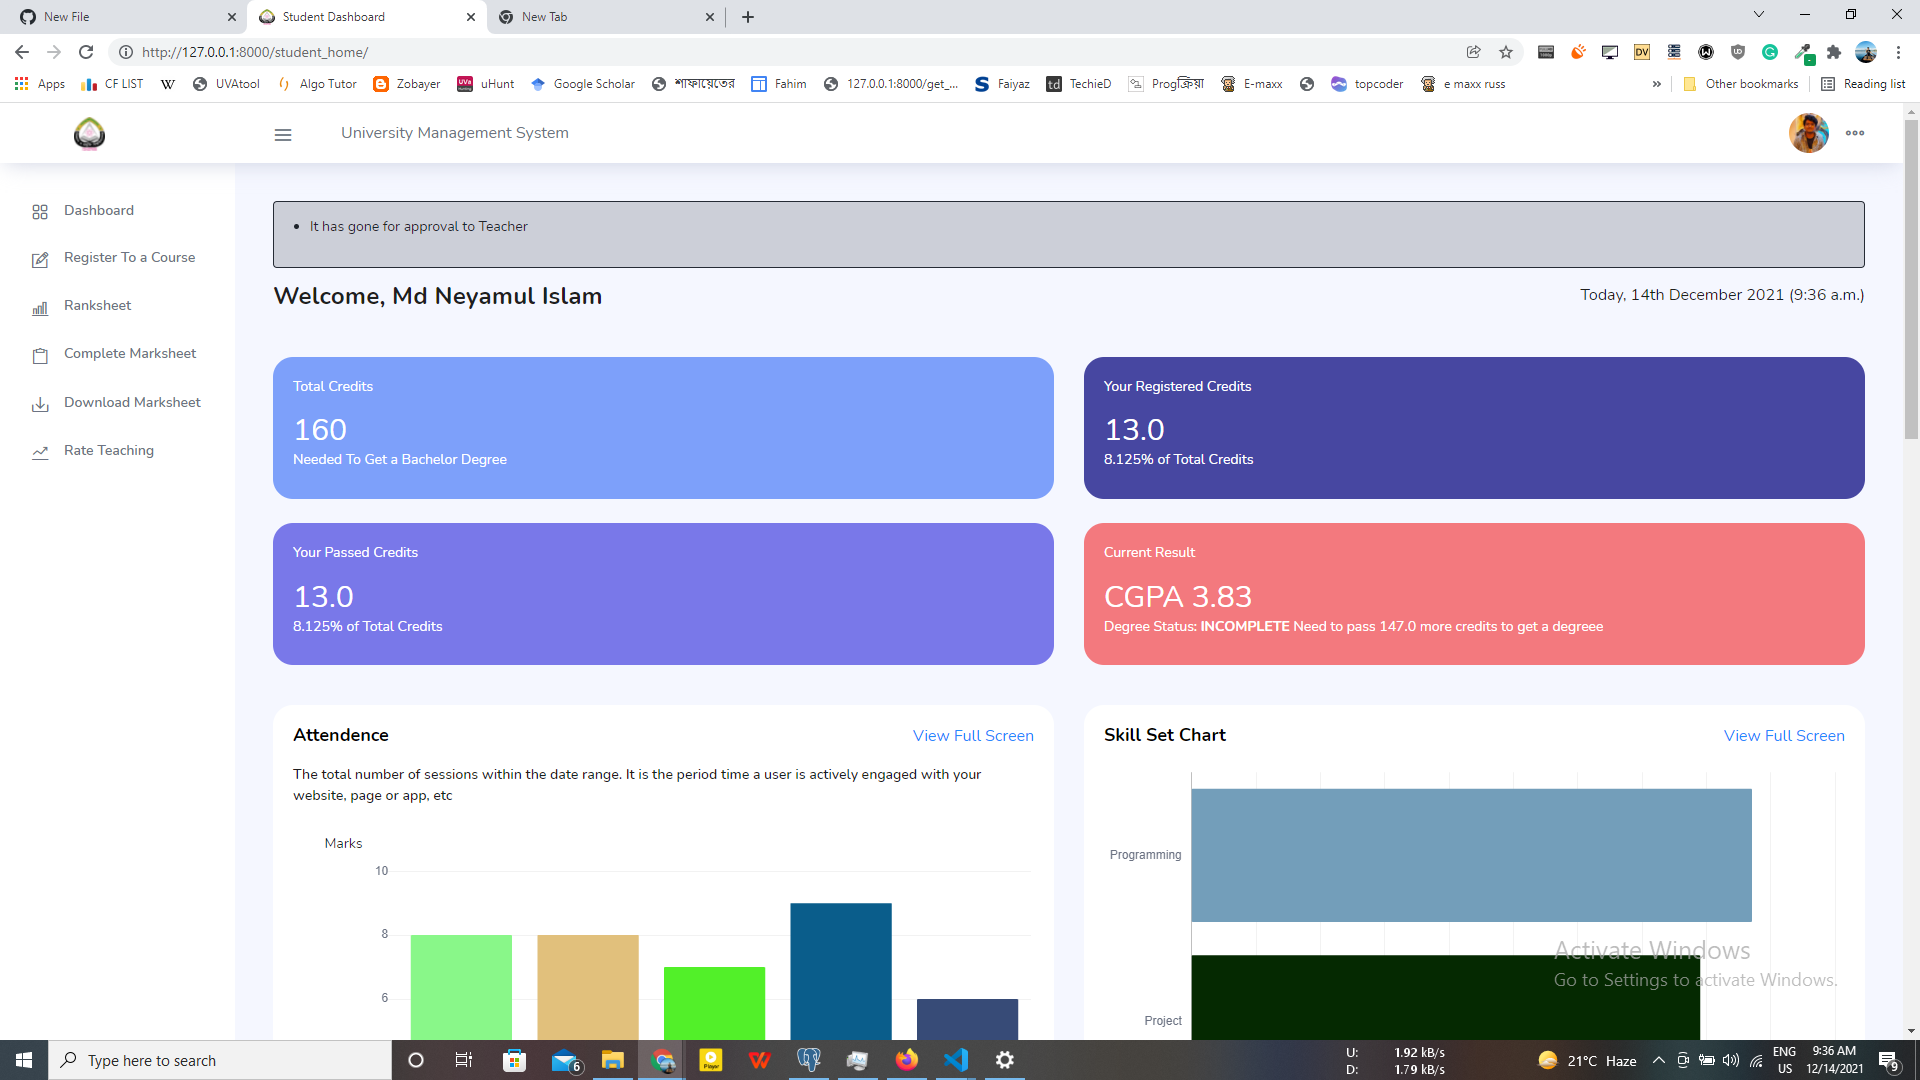 New File
Student Dashboard
New Tab
http://127.0.0.1:8000/student_home/
Apps
CF LIST
W
UVAtool
Algo Tutor
Zobayer
uHunt
Google Scholar
শাফায়েতের
Fahim
127.0.0.1:8000/get_...
Faiyaz
td
TechieD
Progক্রিয়া
E-maxx
topcoder
e maxx russ
»
Other bookmarks
Reading list
University Management System
Dashboard
Register To a Course
Ranksheet
Complete Marksheet
Download Marksheet
Rate Teaching
• It has gone for approval to Teacher
Welcome, Md Neyamul Islam
Today, 14th December 2021 (9:36 a.m.)
Total Credits
160
Needed To Get a Bachelor Degree
Your Registered Credits
13.0
8.125% of Total Credits
Your Passed Credits
13.0
8.125% of Total Credits
Current Result
CGPA 3.83
Degree Status: INCOMPLETE Need to pass 147.0 more credits to get a degreee
Attendence
View Full Screen
The total number of sessions within the date range. It is the period time a user is actively engaged with your
website, page or app, etc
Marks
10
8
6
Skill Set Chart
View Full Screen
Programming
Project
Activate Windows
Go to Settings to activate Windows.
Type here to search
6
Player
U: 1.92 kB/s
D: 1.79 kB/s
21°C Haze
ENG
US
9:36 AM
12/14/2021
9